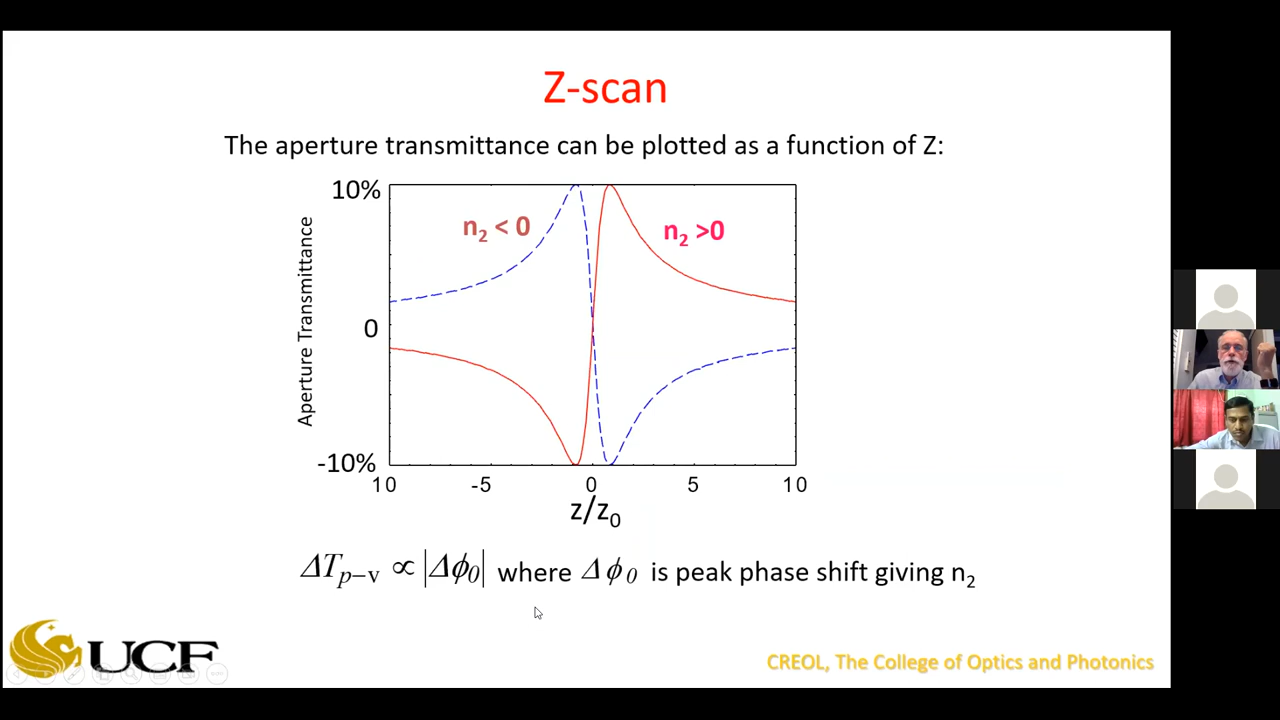 Z-scan
The aperture transmittance can be plotted as a function of Z:
10%
n₂ < 0
n₂ >0
Aperture Transmittance
0
-10%
10 -5 0 5 10
z/z₀
ΔTₚ₋ᵥ ∝ |Δϕ₀| where Δϕ₀ is peak phase shift giving n₂
UCF
CREOL, The College of Optics and Photonics